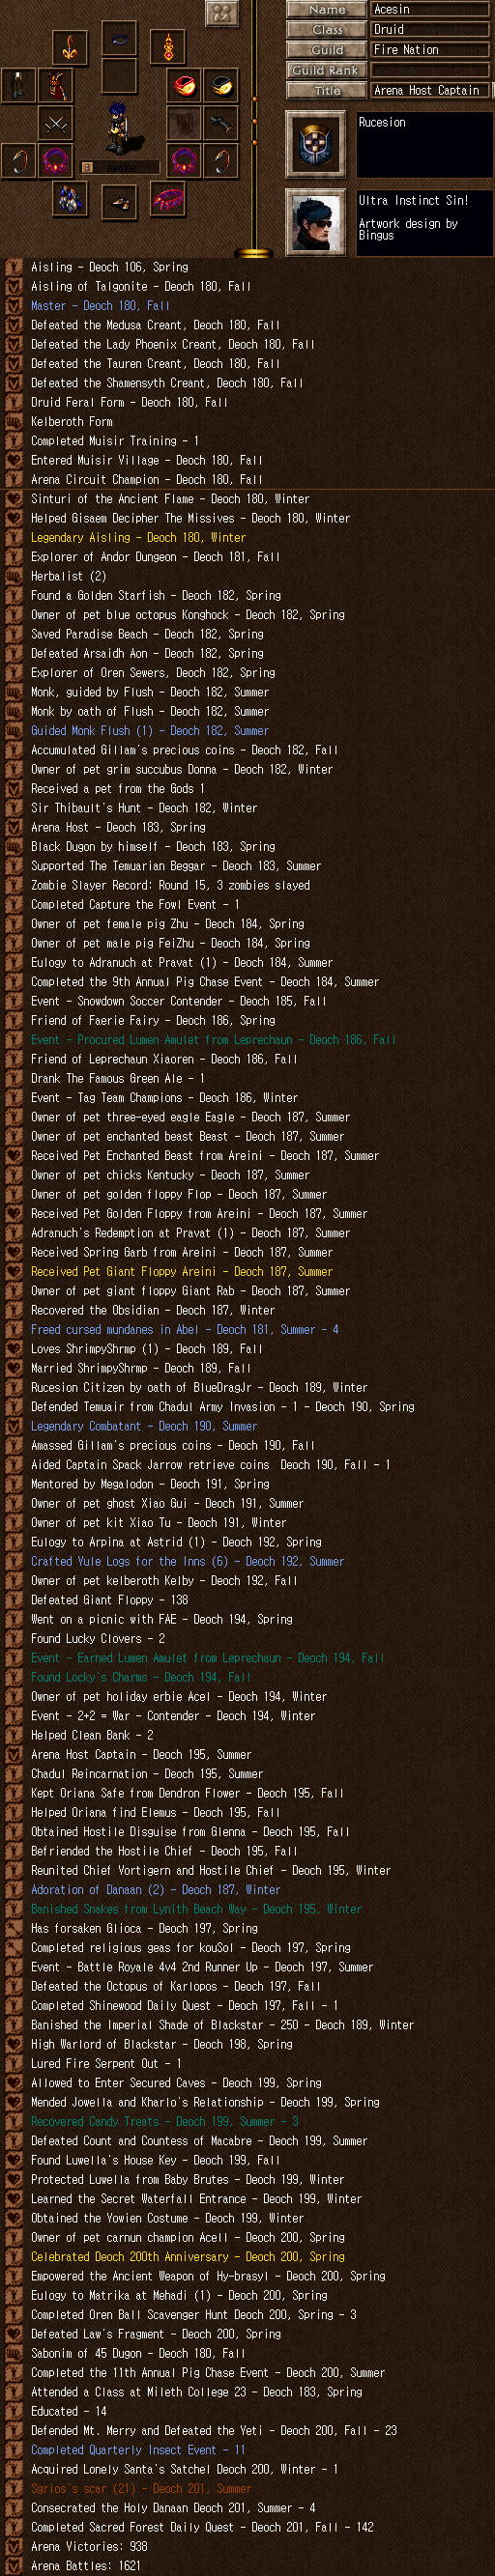 Name
Acesin
Class
Druid
Guild
Fire Nation
Guild Rank
Title
Arena Host Captain
Rucesion
Awake
Ultra Instinct Sin!
Artwork design by
Bingus
Aisling - Deoch 106, Spring
Aisling of Talgonite - Deoch 180, Fall
Master - Deoch 180, Fall
Defeated the Medusa Creant, Deoch 180, Fall
Defeated the Lady Phoenix Creant, Deoch 180, Fall
Defeated the Tauren Creant, Deoch 180, Fall
Defeated the Shamensyth Creant, Deoch 180, Fall
Druid Feral Form - Deoch 180, Fall
Kelberoth Form
Completed Muisir Training - 1
Entered Muisir Village - Deoch 180, Fall
Arena Circuit Champion - Deoch 180, Fall
Sinturi of the Ancient Flame - Deoch 180, Winter
Helped Gisaem Decipher The Missives - Deoch 180, Winter
Legendary Aisling - Deoch 180, Winter
Explorer of Andor Dungeon - Deoch 181, Fall
Herbalist (2)
Found a Golden Starfish - Deoch 182, Spring
Owner of pet blue octopus Konghock - Deoch 182, Spring
Saved Paradise Beach - Deoch 182, Spring
Defeated Arsaidh Aon - Deoch 182, Spring
Explorer of Oren Sewers, Deoch 182, Spring
Monk, guided by Flush - Deoch 182, Summer
Monk by oath of Flush - Deoch 182, Summer
Guided Monk Flush (1) - Deoch 182, Summer
Accumulated Gillam's precious coins - Deoch 182, Fall
Owner of pet grim succubus Donna - Deoch 182, Winter
Received a pet from the Gods 1
Sir Thibault's Hunt - Deoch 182, Winter
Arena Host - Deoch 183, Spring
Black Dugon by himself - Deoch 183, Spring
Supported The Temuarian Beggar - Deoch 183, Summer
Zombie Slayer Record: Round 15, 3 zombies slayed
Completed Capture the Fowl Event - 1
Owner of pet female pig Zhu - Deoch 184, Spring
Owner of pet male pig FeiZhu - Deoch 184, Spring
Eulogy to Adranuch at Pravat (1) - Deoch 184, Summer
Completed the 9th Annual Pig Chase Event - Deoch 184, Summer
Event - Snowdown Soccer Contender - Deoch 185, Fall
Friend of Faerie Fairy - Deoch 186, Spring
Event - Procured Lumen Amulet from Leprechaun - Deoch 186, Fall
Friend of Leprechaun Xiaoren - Deoch 186, Fall
Drank The Famous Green Ale - 1
Event - Tag Team Champions - Deoch 186, Winter
Owner of pet three-eyed eagle Eagle - Deoch 187, Summer
Owner of pet enchanted beast Beast - Deoch 187, Summer
Received Pet Enchanted Beast from Areini - Deoch 187, Summer
Owner of pet chicks Kentucky - Deoch 187, Summer
Owner of pet golden floppy Flop - Deoch 187, Summer
Received Pet Golden Floppy from Areini - Deoch 187, Summer
Adranuch's Redemption at Pravat (1) - Deoch 187, Summer
Received Spring Garb from Areini - Deoch 187, Summer
Received Pet Giant Floppy Areini - Deoch 187, Summer
Owner of pet giant floppy Giant Rab - Deoch 187, Summer
Recovered the Obsidian - Deoch 187, Winter
Freed cursed mundanes in Abel - Deoch 181, Summer - 4
Loves ShrimpyShrmp (1) - Deoch 189, Fall
Married ShrimpyShrmp - Deoch 189, Fall
Rucesion Citizen by oath of BlueDragJr - Deoch 189, Winter
Defended Temuair from Chadul Army Invasion - 1 - Deoch 190, Spring
Legendary Combatant - Deoch 190, Summer
Amassed Gillam's precious coins - Deoch 190, Fall
Aided Captain Spack Jarrow retrieve coins  Deoch 190, Fall - 1
Mentored by Megalodon - Deoch 191, Spring
Owner of pet ghost Xiao Gui - Deoch 191, Summer
Owner of pet kit Xiao Tu - Deoch 191, Winter
Eulogy to Arpina at Astrid (1) - Deoch 192, Spring
Crafted Yule Logs for the Inns (6) - Deoch 192, Summer
Owner of pet kelberoth Kelby - Deoch 192, Fall
Defeated Giant Floppy - 138
Went on a picnic with FAE - Deoch 194, Spring
Found Lucky Clovers - 2
Event - Earned Lumen Amulet from Leprechaun - Deoch 194, Fall
Found Locky's Charms - Deoch 194, Fall
Owner of pet holiday erbie Acel - Deoch 194, Winter
Event - 2+2 = War - Contender - Deoch 194, Winter
Helped Clean Bank - 2
Arena Host Captain - Deoch 195, Summer
Chadul Reincarnation - Deoch 195, Summer
Kept Oriana Safe from Dendron Flower - Deoch 195, Fall
Helped Oriana find Elemus - Deoch 195, Fall
Obtained Hostile Disguise from Glenna - Deoch 195, Fall
Befriended the Hostile Chief - Deoch 195, Fall
Reunited Chief Vortigern and Hostile Chief - Deoch 195, Winter
Adoration of Danaan (2) - Deoch 187, Winter
Banished Snakes from Lynith Beach Way - Deoch 195, Winter
Has forsaken Glioca - Deoch 197, Spring
Completed religious geas for kouSol - Deoch 197, Spring
Event - Battle Royale 4v4 2nd Runner Up - Deoch 197, Summer
Defeated the Octopus of Karlopos - Deoch 197, Fall
Completed Shinewood Daily Quest - Deoch 197, Fall - 1
Banished the Imperial Shade of Blackstar - 250 - Deoch 189, Winter
High Warlord of Blackstar - Deoch 198, Spring
Lured Fire Serpent Out - 1
Allowed to Enter Secured Caves - Deoch 199, Spring
Mended Jowella and Kharlo's Relationship - Deoch 199, Spring
Recovered Candy Treats - Deoch 199, Summer - 3
Defeated Count and Countess of Macabre - Deoch 199, Summer
Found Luwella's House Key - Deoch 199, Fall
Protected Luwella from Baby Brutes - Deoch 199, Winter
Learned the Secret Waterfall Entrance - Deoch 199, Winter
Obtained the Yowien Costume - Deoch 199, Winter
Owner of pet carnun champion Acell - Deoch 200, Spring
Celebrated Deoch 200th Anniversary - Deoch 200, Spring
Empowered the Ancient Weapon of Hy-brasyl - Deoch 200, Spring
Eulogy to Matrika at Mehadi (1) - Deoch 200, Spring
Completed Oren Ball Scavenger Hunt Deoch 200, Spring - 3
Defeated Law's Fragment - Deoch 200, Spring
Sabonim of 45 Dugon - Deoch 180, Fall
Completed the 11th Annual Pig Chase Event - Deoch 200, Summer
Attended a Class at Mileth College 23 - Deoch 183, Spring
Educated - 14
Defended Mt. Merry and Defeated the Yeti - Deoch 200, Fall - 23
Completed Quarterly Insect Event - 11
Acquired Lonely Santa's Satchel Deoch 200, Winter - 1
Sgrios's scar (21) - Deoch 201, Summer
Consecrated the Holy Danaan Deoch 201, Summer - 4
Completed Sacred Forest Daily Quest - Deoch 201, Fall - 142
Arena Victories: 938
Arena Battles: 1621